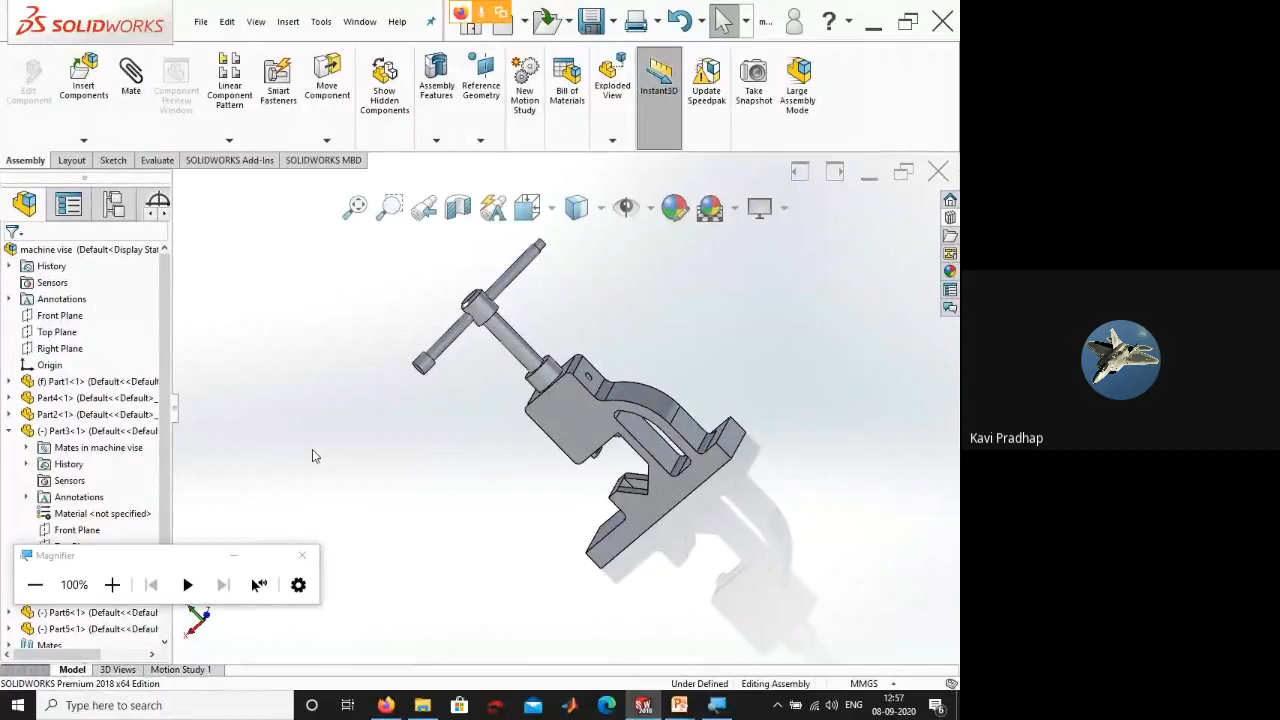 SOLIDWORKS
File Edit View Insert Tools Window Help
m...
?
Edit Component
Insert Components
Mate
Component Preview Window
Linear Component Pattern
Smart Fasteners
Move Component
Show Hidden Components
Assembly Features
Reference Geometry
New Motion Study
Bill of Materials
Exploded View
Instant3D
Update Speedpak
Take Snapshot
Large Assembly Mode
Assembly Layout Sketch Evaluate SOLIDWORKS Add-Ins SOLIDWORKS MBD
machine vise (Default<Display Sta
History
Sensors
Annotations
Front Plane
Top Plane
Right Plane
Origin
(f) Part1<1> (Default<<Default
Part4<1> (Default<<Default>_
Part2<1> (Default<<Default>_
(-) Part3<1> (Default<<Defaul
Mates in machine vise
History
Sensors
Annotations
Material <not specified>
Front Plane
Magnifier
100%
(-) Part6<1> (Default<<Defaul
(-) Part5<1> (Default<<Defaul
Mates
Model 3D Views Motion Study 1
SOLIDWORKS Premium 2018 x64 Edition
Under Defined Editing Assembly MMGS
Type here to search
ENG
12:57
08-09-2020
6
Kavi Pradhap